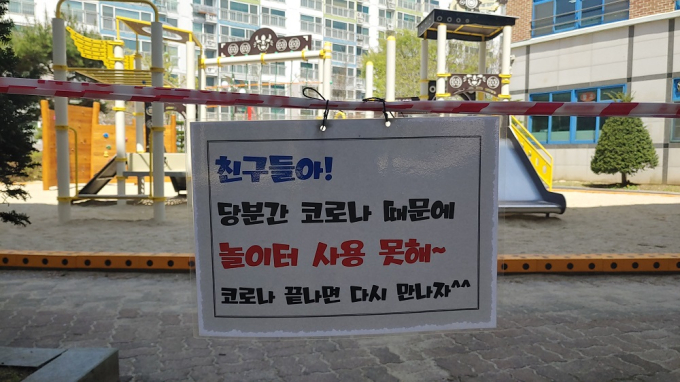 친구들아!
당분간 코로나 때문에
놀이터 사용 못해~
코로나 끝나면 다시 만나자^^